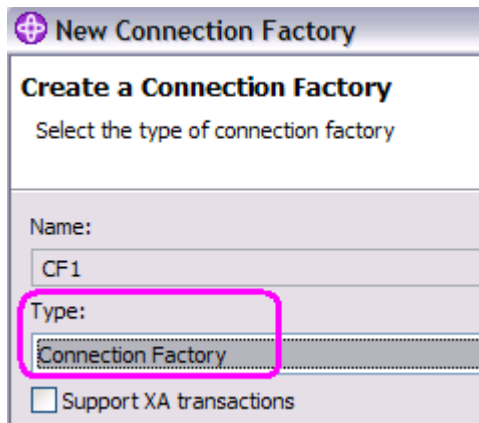 New Connection Factory
Create a Connection Factory
Select the type of connection factory
Name:
CF1
Type:
Connection Factory
Support XA transactions